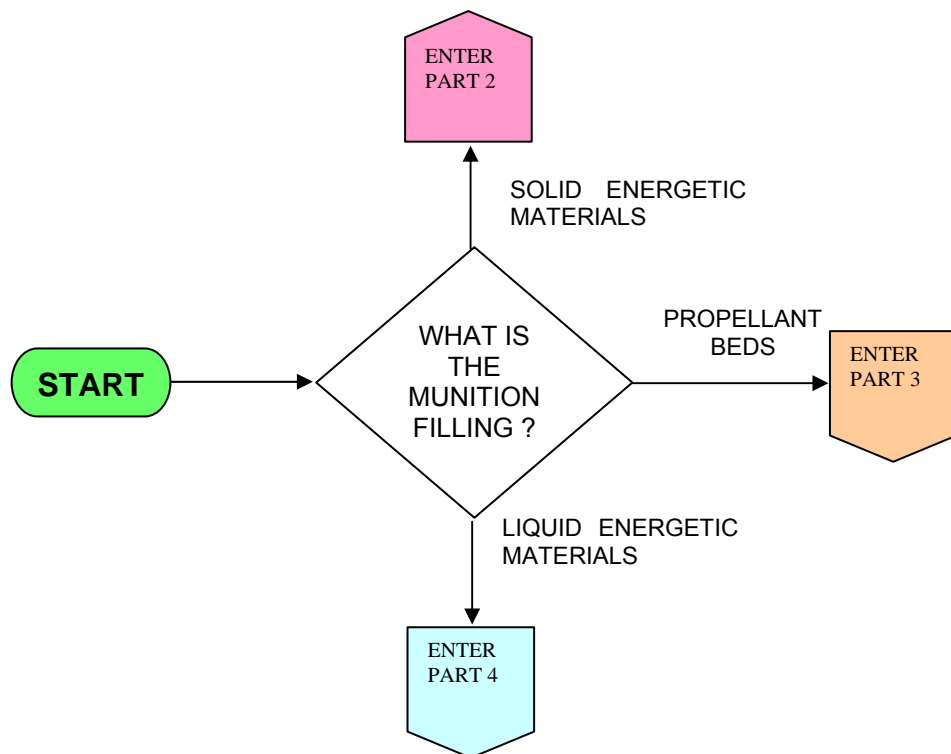 ENTER
PART 2
SOLID ENERGETIC
MATERIALS
PROPELLANT
BEDS
ENTER
PART 3
START
WHAT IS
THE
MUNITION
FILLING ?
LIQUID ENERGETIC
MATERIALS
ENTER
PART 4